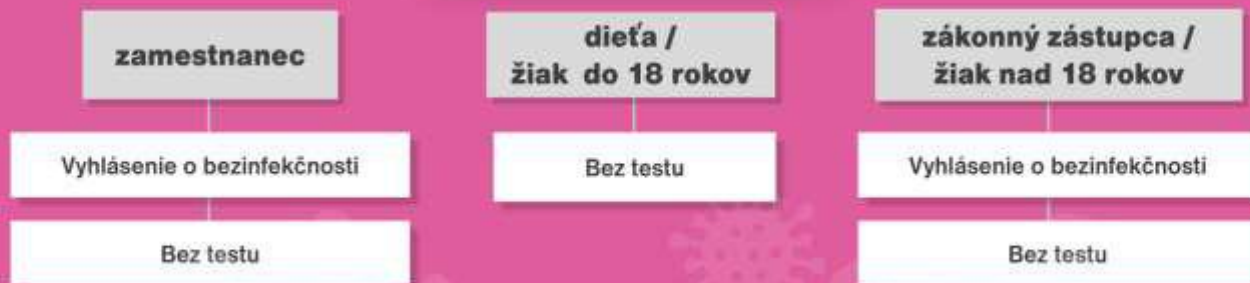 zamestnanec
Vyhlásenie o bezinfekčnosti
Bez testu
dieťa /
žiak do 18 rokov
Bez testu
zákonný zástupca /
žiak nad 18 rokov
Vyhlásenie o bezinfekčnosti
Bez testu